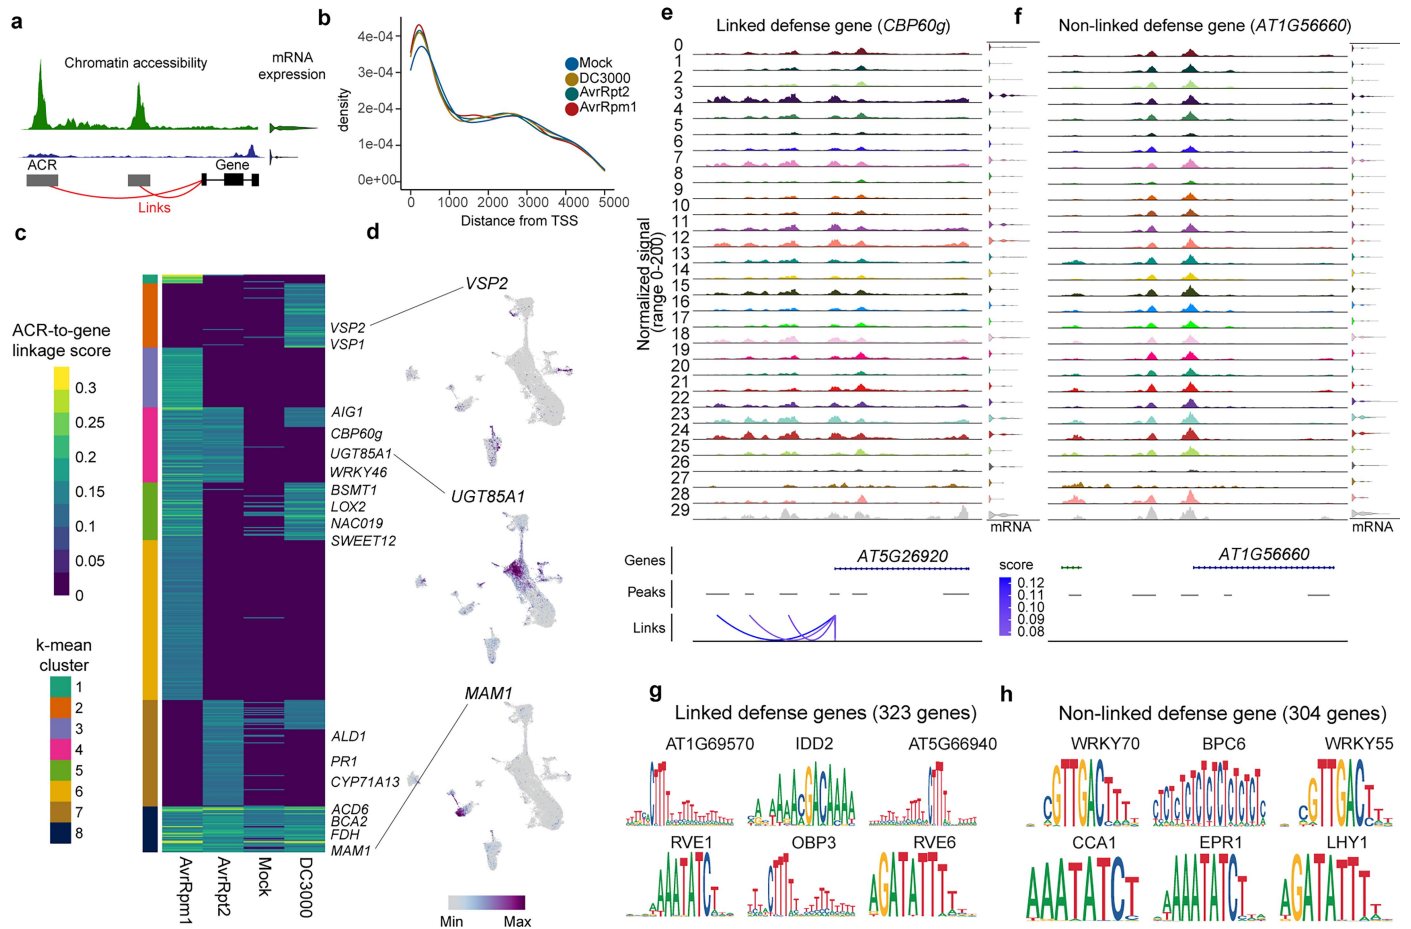 a
Chromatin accessibility
mRNA
expression
ACR
Gene
Links
b
4e-04
3e-04
2e-04
1e-04
0e+00
density
0
1000
2000
3000
4000
5000
Distance from TSS
Mock
DC3000
AvrRpt2
AvrRpm1
c
ACR-to-gene
linkage score
0.3
0.25
0.2
0.15
0.1
0.05
0
k-mean
cluster
1
2
3
4
5
6
7
8
VSP2
VSP1
AIG1
CBP60g
UGT85A1
WRKY46
BSMT1
LOX2
NAC019
SWEET12
ALD1
PR1
CYP71A13
ACD6
BCA2
FDH
MAM1
AvrRpm1
AvrRpt2
Mock
DC3000
d
VSP2
UGT85A1
MAM1
Min
Max
e
Linked defense gene (CBP60g)
Normalized signal
(range 0-200)
0
1
2
3
4
5
6
7
8
9
10
11
12
13
14
15
16
17
18
19
20
21
22
23
24
25
26
27
28
29
mRNA
Genes
AT5G26920
Peaks
Links
score
0.12
0.11
0.10
0.09
0.08
f
Non-linked defense gene (AT1G56660)
mRNA
AT1G56660
g
Linked defense genes (323 genes)
AT1G69570
IDD2
AT5G66940
RVE1
OBP3
RVE6
h
Non-linked defense gene (304 genes)
WRKY70
BPC6
WRKY55
CCA1
EPR1
LHY1